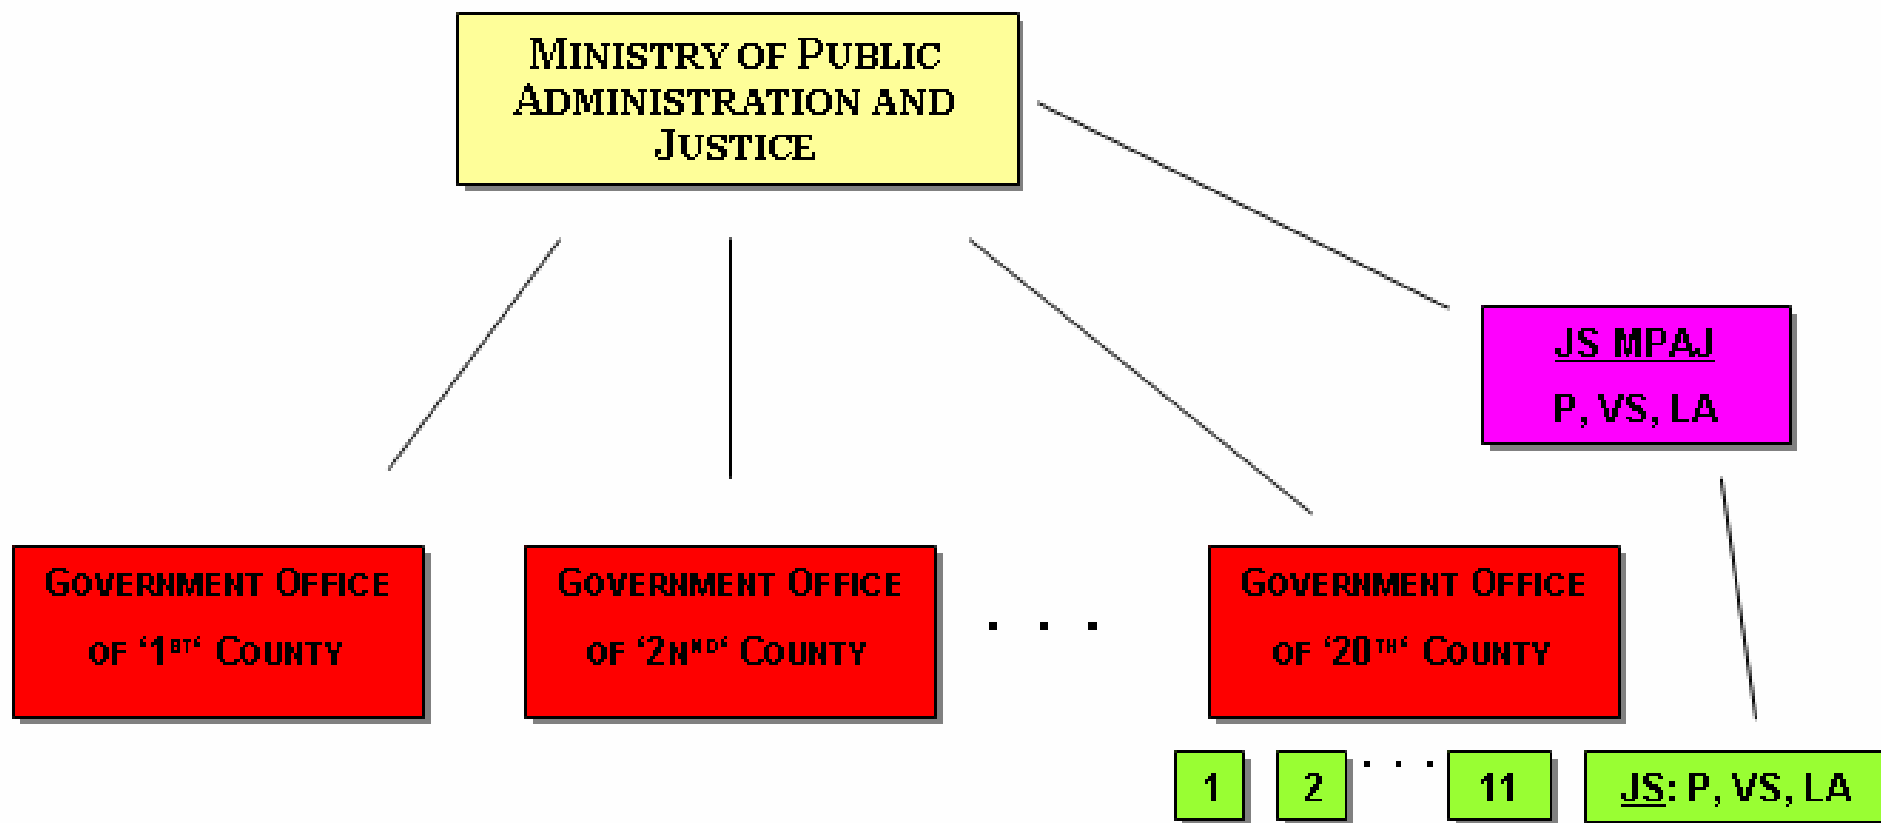 MINISTRY OF PUBLIC
ADMINISTRATION AND
JUSTICE
JS MPAJ
P, VS, LA
GOVERNMENT OFFICE
OF ‘1ST‘ COUNTY
GOVERNMENT OFFICE
OF ‘2NND‘ COUNTY
. . .
GOVERNMENT OFFICE
OF ‘20TH‘ COUNTY
1
2
. . .
11
JS: P, VS, LA